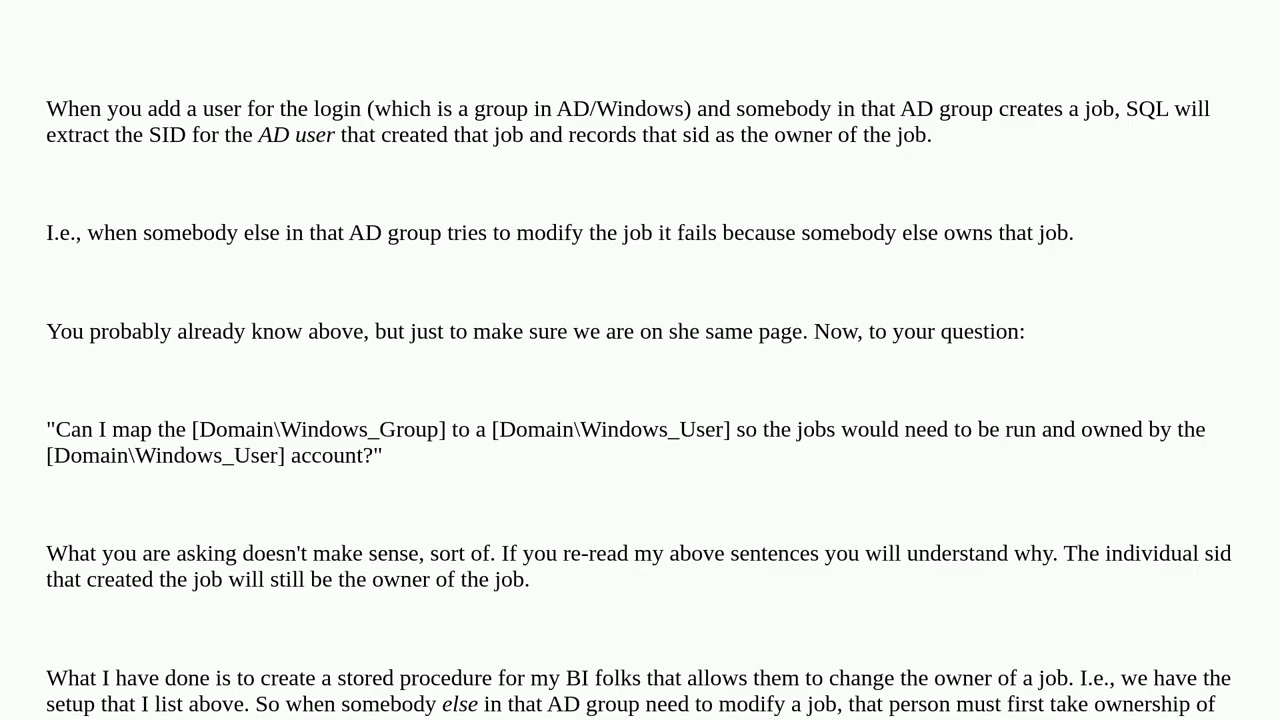 When you add a user for the login (which is a group in AD/Windows) and somebody in that AD group creates a job, SQL will
extract the SID for the AD user that created that job and records that sid as the owner of the job.
I.e., when somebody else in that AD group tries to modify the job it fails because somebody else owns that job.
You probably already know above, but just to make sure we are on she same page. Now, to your question:
"Can I map the [Domain\Windows_Group] to a [Domain\Windows_User] so the jobs would need to be run and owned by the
[Domain\Windows_User] account?"
What you are asking doesn't make sense, sort of. If you re-read my above sentences you will understand why. The individual sid
that created the job will still be the owner of the job.
What I have done is to create a stored procedure for my BI folks that allows them to change the owner of a job. I.e., we have the
setup that I list above. So when somebody else in that AD group need to modify a job, that person must first take ownership of